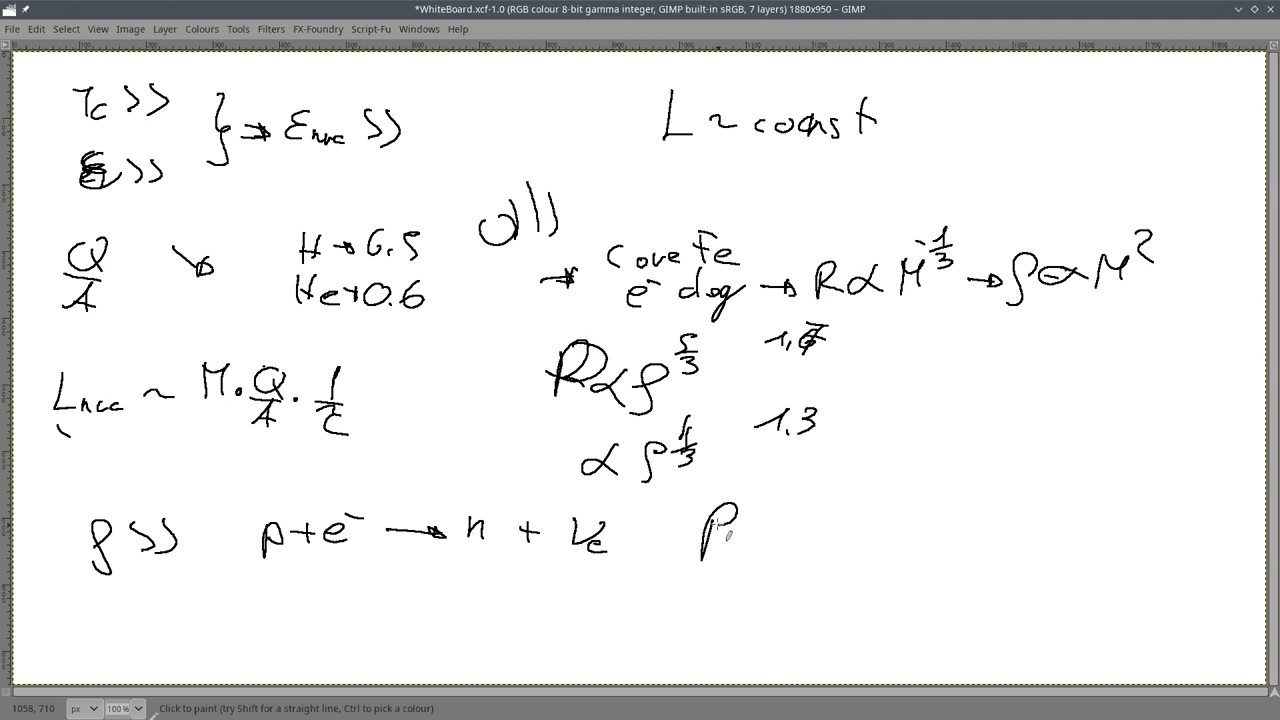 *WhiteBoard.xcf-1.0 (RGB colour 8-bit gamma integer, GIMP built-in sRGB, 7 layers) 1880x950 – GIMP
File Edit Select View Image Layer Colours Tools Filters FX-Foundry Script-Fu Windows Help
Tc >>
} → Enuc >>
L ~ const
>>
Q/A ↘
H → 6.5
He → 0.6
all
→ core Fe
e⁻ deg → R ∝ M^-1/3 → ρ ∝ M²
P ∝ ρ^5/3
∝ ρ^4/3
1.3
Lnuc ~ M · Q/A · 1/τ
ρ >> p + e⁻ → n + νe P
1058, 710 px 100% Click to paint (try Shift for a straight line, Ctrl to pick a colour)